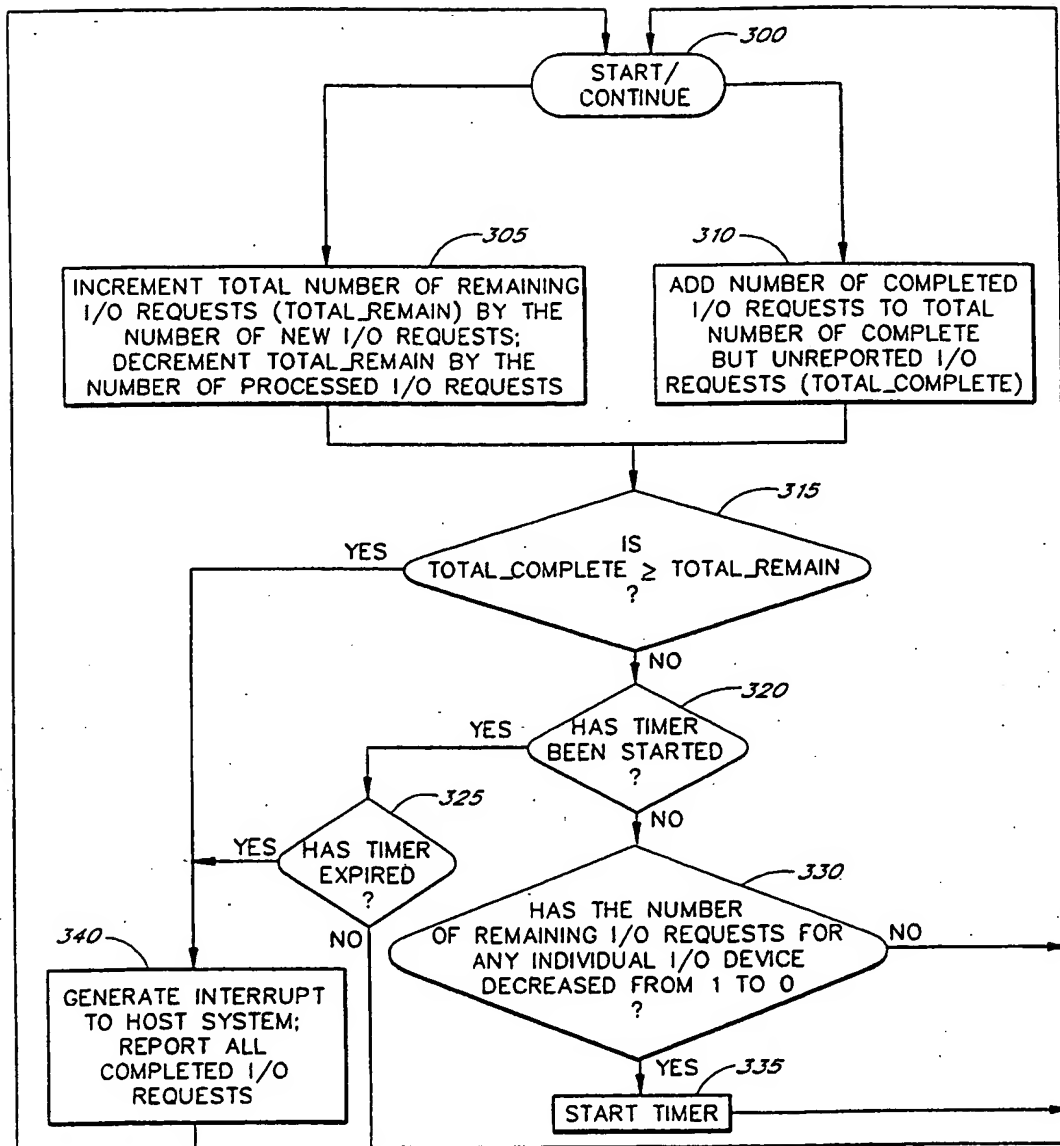 300
START/
CONTINUE
305
INCREMENT TOTAL NUMBER OF REMAINING
I/O REQUESTS (TOTAL_REMAIN) BY THE
NUMBER OF NEW I/O REQUESTS;
DECREMENT TOTAL_REMAIN BY THE
NUMBER OF PROCESSED I/O REQUESTS
310
ADD NUMBER OF COMPLETED
I/O REQUESTS TO TOTAL
NUMBER OF COMPLETE
BUT UNREPORTED I/O
REQUESTS (TOTAL_COMPLETE)
315
YES
IS
TOTAL_COMPLETE ≥ TOTAL_REMAIN
?
NO
320
YES
HAS TIMER
BEEN STARTED
?
NO
325
YES
HAS TIMER
EXPIRED
?
NO
330
HAS THE NUMBER
OF REMAINING I/O REQUESTS FOR
ANY INDIVIDUAL I/O DEVICE
DECREASED FROM 1 TO 0
?
NO
YES
335
START TIMER
340
GENERATE INTERRUPT
TO HOST SYSTEM;
REPORT ALL
COMPLETED I/O
REQUESTS